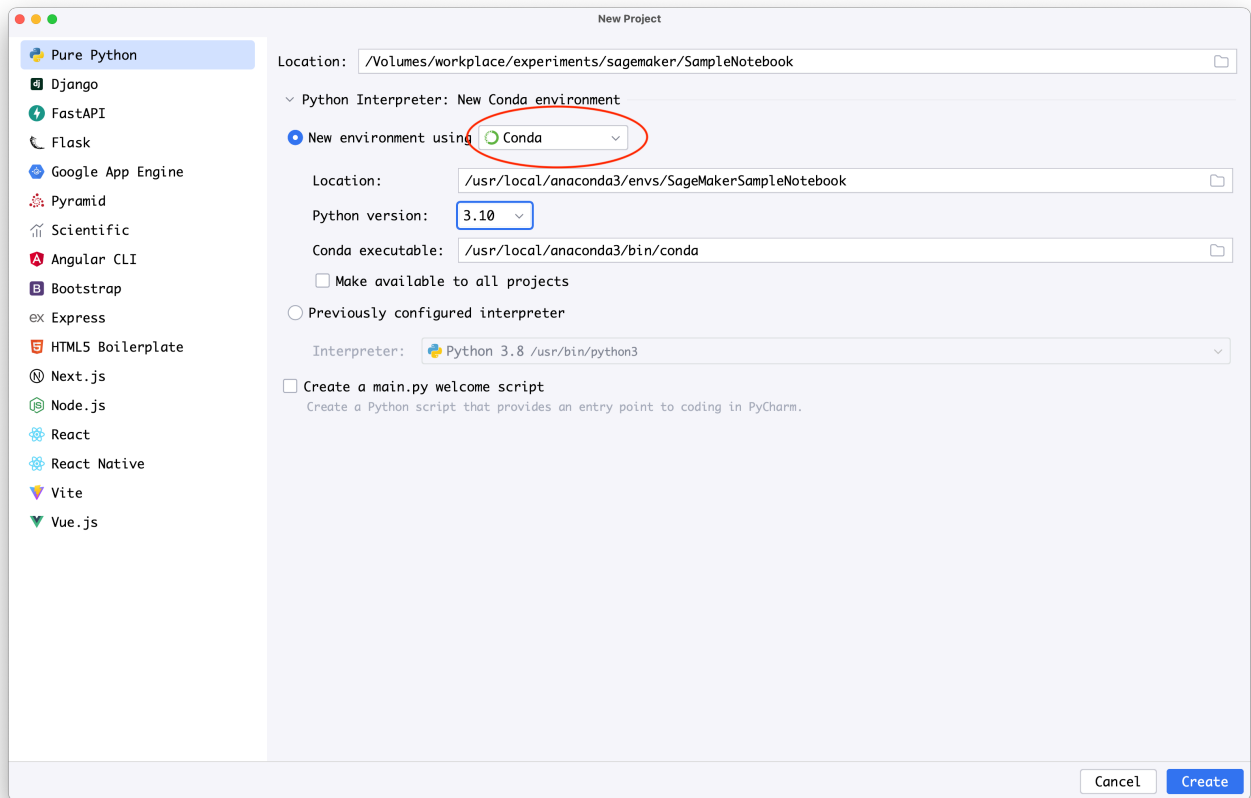 New Project
Pure Python
Django
FastAPI
Flask
Google App Engine
Pyramid
Scientific
Angular CLI
Bootstrap
ex Express
HTML5 Boilerplate
Next.js
Node.js
React
React Native
Vite
Vue.js
Location: /Volumes/workplace/experiments/sagemaker/SampleNotebook
Python Interpreter: New Conda environment
New environment using Conda
Location: /usr/local/anaconda3/envs/SageMakerSampleNotebook
Python version: 3.10
Conda executable: /usr/local/anaconda3/bin/conda
Make available to all projects
Previously configured interpreter
Interpreter: Python 3.8 /usr/bin/python3
Create a main.py welcome script
Create a Python script that provides an entry point to coding in PyCharm.
Cancel Create